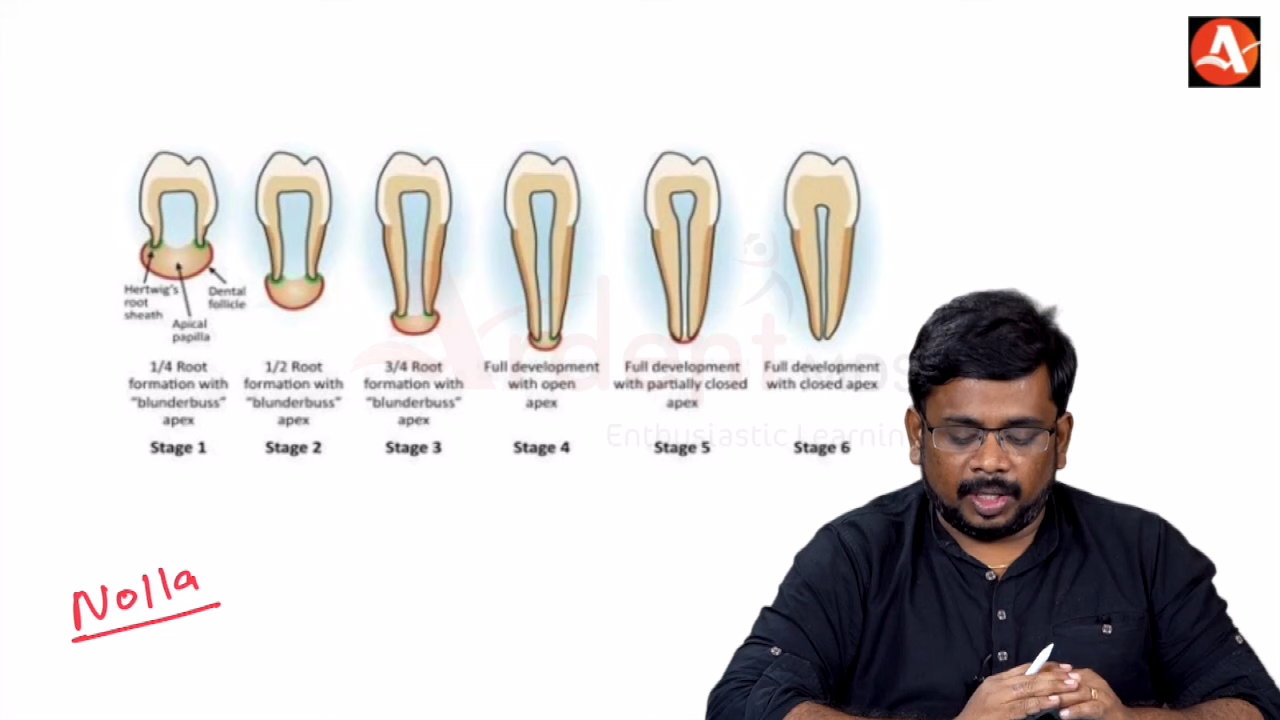 Hertwig's
root
sheath
Dental
follicle
Apical
papilla
1/4 Root
formation with
"blunderbuss"
apex
Stage 1
1/2 Root
formation with
"blunderbuss"
apex
Stage 2
3/4 Root
formation with
"blunderbuss"
apex
Stage 3
Full development
with open
apex
Stage 4
Full development
with partially closed
apex
Stage 5
Full development
with closed apex
Stage 6
Ardent
Enthusiastic
Nolla